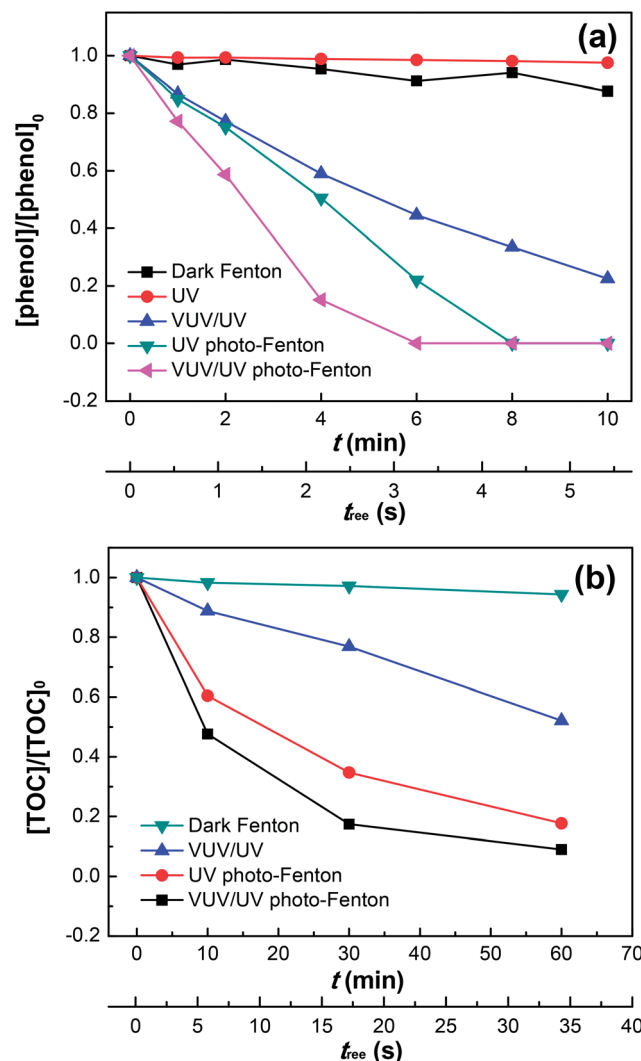 (a)
1.0
0.8
0.6
0.4
0.2
0.0
-0.2
[phenol]/[phenol]₀
Dark Fenton
UV
VUV/UV
UV photo-Fenton
VUV/UV photo-Fenton
0 2 4 6 8 10
t (min)
0 1 2 3 4 5
tree (s)
(b)
1.0
0.8
0.6
0.4
0.2
0.0
-0.2
[TOC]/[TOC]₀
Dark Fenton
VUV/UV
UV photo-Fenton
VUV/UV photo-Fenton
0 10 20 30 40 50 60 70
t (min)
0 5 10 15 20 25 30 35 40
tree (s)